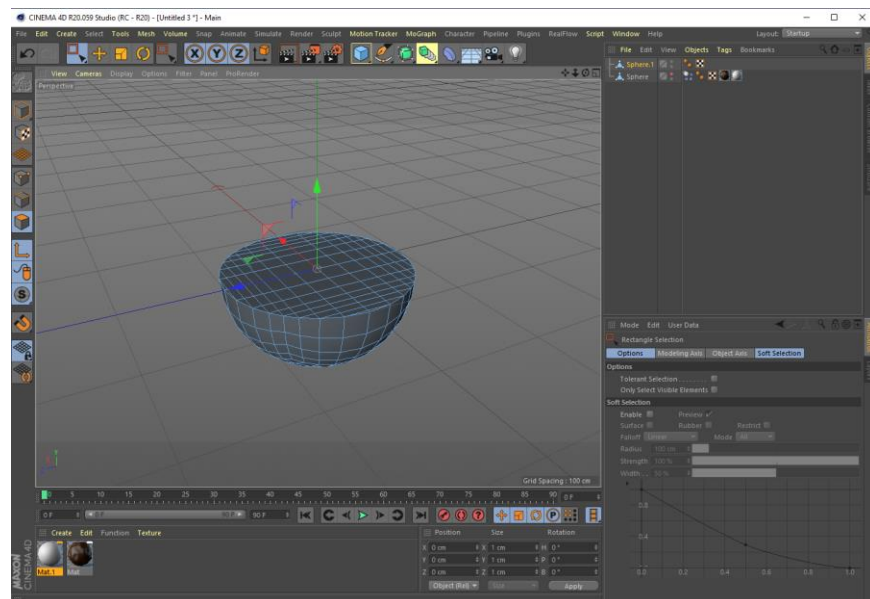 CINEMA 4D R20.059 Studio (RC - R20) - [Untitled 3 *] - Main
File Edit Create Select Tools Mesh Volume Snap Animate Simulate Render Sculpt Motion Tracker MoGraph Character Pipeline Plugins RealFlow Script Window Help Layout: Startup
File Edit View Objects Tags Bookmarks
View Cameras Display Options Filter Panel ProRender
Perspective
Sphere.1
Sphere
X Y Z
S
Mode Edit User Data
Rectangle Selection
Options Modeling Axis Object Axis Soft Selection
Options
Tolerant Selection
Only Select Visible Elements
Soft Selection
Enable Preview
Surface Rubber Restrict
Falloff Linear Mode All
Radius 100 cm
Strength 100 %
Width 50 %
0.8
0.4
0.0 0.2 0.4 0.6 0.8 1.0
Grid Spacing : 100 cm
0 5 10 15 20 25 30 35 40 45 50 55 60 65 70 75 80 85 90 0 F
0 F 0 F 90 F 90 F
P
Create Edit Function Texture
Mat.1 Mat
Position Size Rotation
X 0 cm X 1 cm H 0 °
Y 0 cm Y 1 cm P 0 °
Z 0 cm Z 1 cm B 0 °
Object (Rel) Size Apply
MAXON
CINEMA 4D